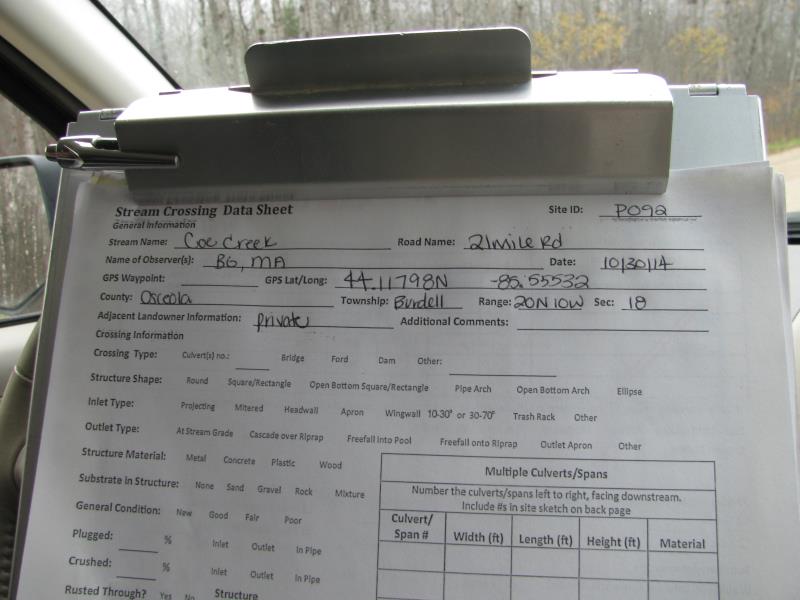 Stream Crossing Data Sheet Site ID: PO92
General Information
Stream Name: Coe Creek Road Name: 21 Mile Rd
Name of Observer(s): BG, MA Date: 10/30/14
GPS Waypoint: GPS Lat/Long: 44.11798N -85.55532
County: Osceola Township: Burdell Range: 20N 10W Sec: 18
Adjacent Landowner Information: private Additional Comments:
Crossing Information
Crossing Type: Culvert(s) no.: Bridge Ford Dam Other:
Structure Shape: Round Square/Rectangle Open Bottom Square/Rectangle Pipe Arch Open Bottom Arch Ellipse
Inlet Type: Projecting Mitered Headwall Apron Wingwall 10-30° or 30-70° Trash Rack Other
Outlet Type: At Stream Grade Cascade over Riprap Freefall into Pool Freefall onto Riprap Outlet Apron Other
Structure Material: Metal Concrete Plastic Wood
Substrate in Structure: None Sand Gravel Rock Mixture
General Condition: New Good Fair Poor
Plugged: % Inlet Outlet In Pipe
Crushed: % Inlet Outlet In Pipe
Rusted Through? Yes No Structure
Multiple Culverts/Spans
Number the culverts/spans left to right, facing downstream.
Include #s in site sketch on back page
Culvert/
Span # Width (ft) Length (ft) Height (ft) Material